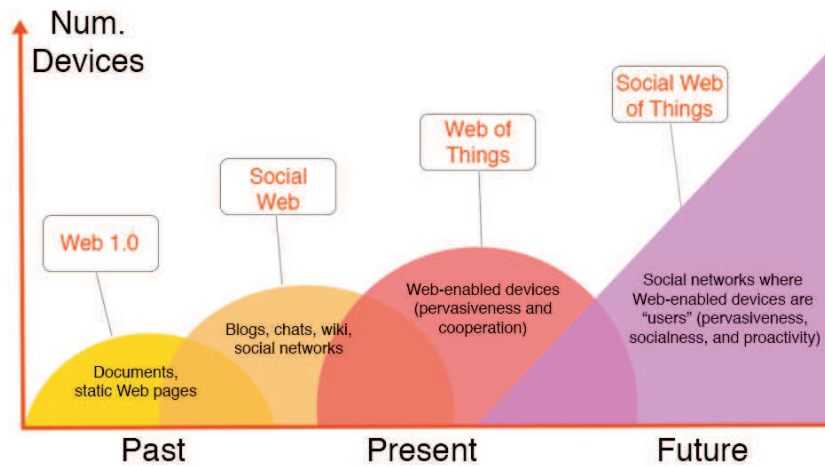 Num.
Devices
Social Web
of Things
Web of
Things
Social
Web
Web 1.0
Documents,
static Web pages
Blogs, chats, wiki,
social networks
Web-enabled devices
(pervasiveness and
cooperation)
Social networks where
Web-enabled devices are
“users” (pervasiveness,
socialness, and proactivity)
Past
Present
Future